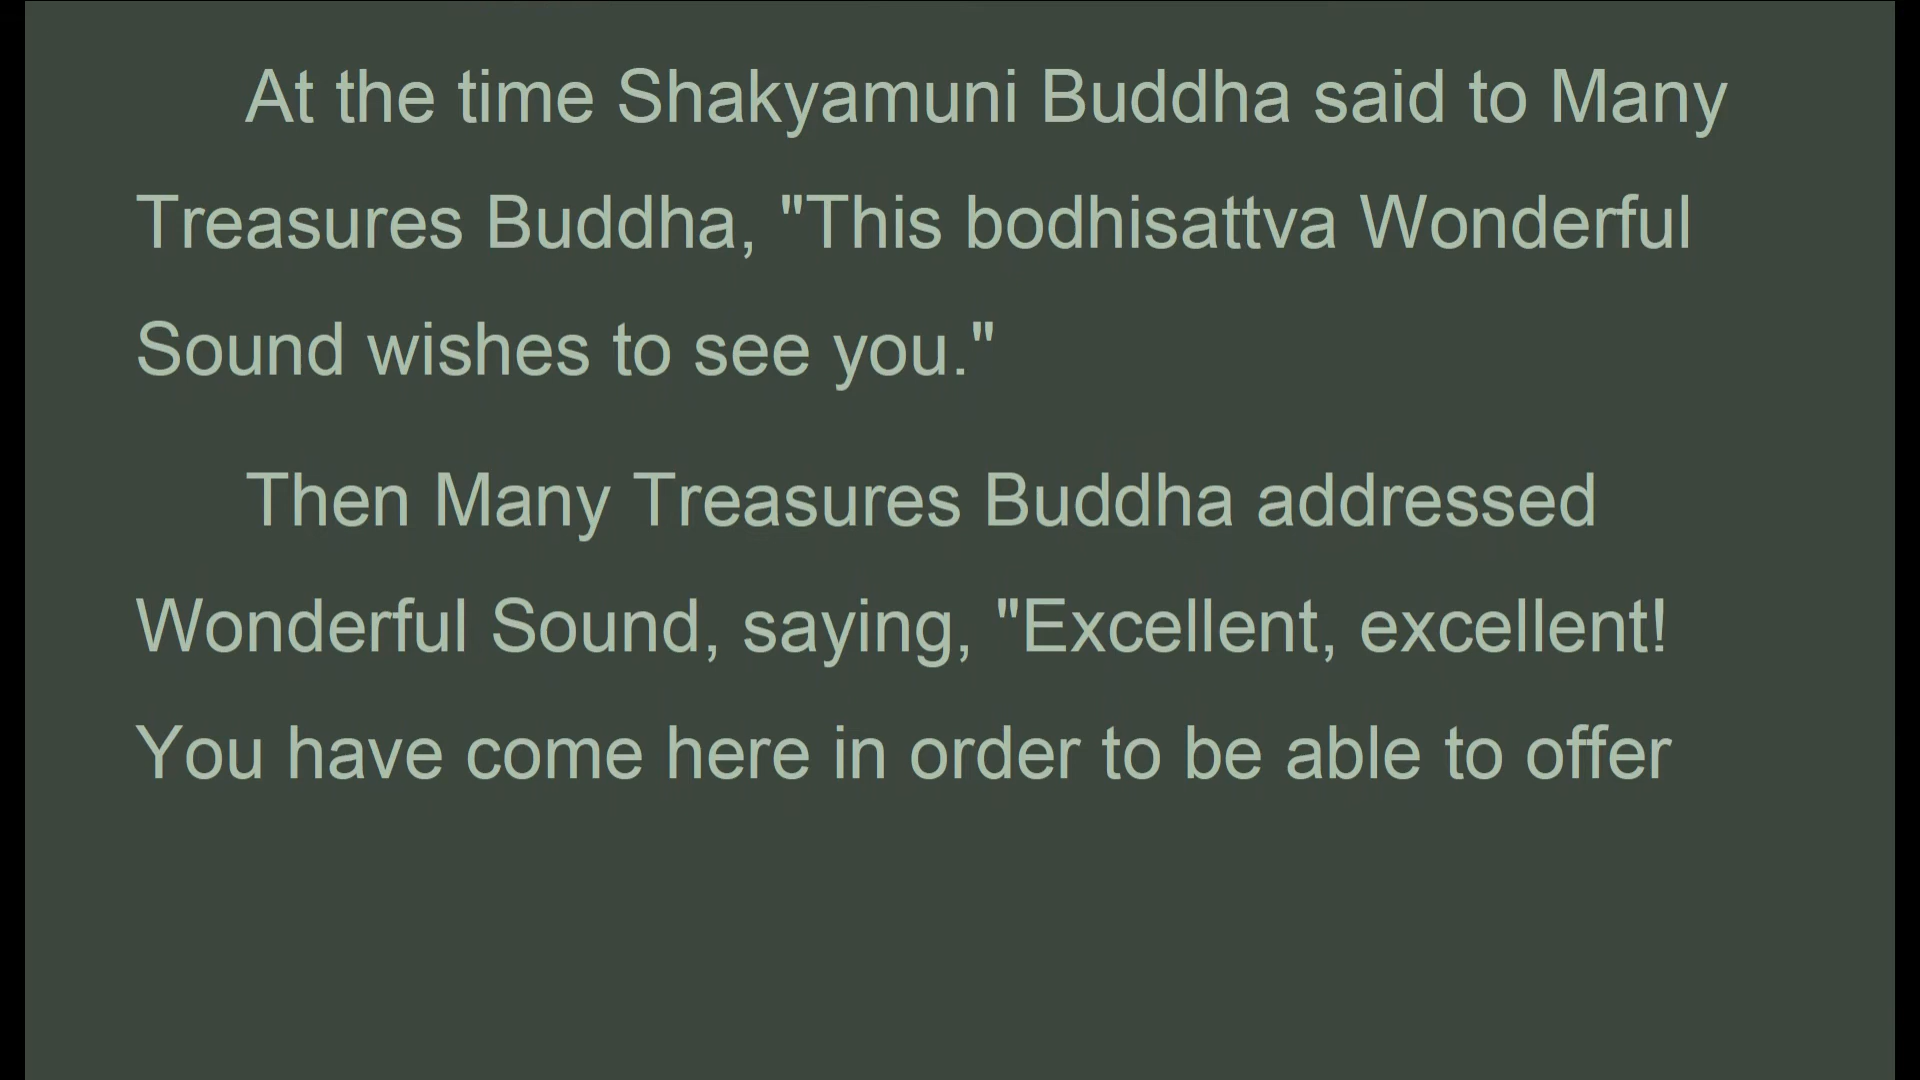 At the time Shakyamuni Buddha said to Many
Treasures Buddha, "This bodhisattva Wonderful
Sound wishes to see you."
Then Many Treasures Buddha addressed
Wonderful Sound, saying, "Excellent, excellent!
You have come here in order to be able to offer